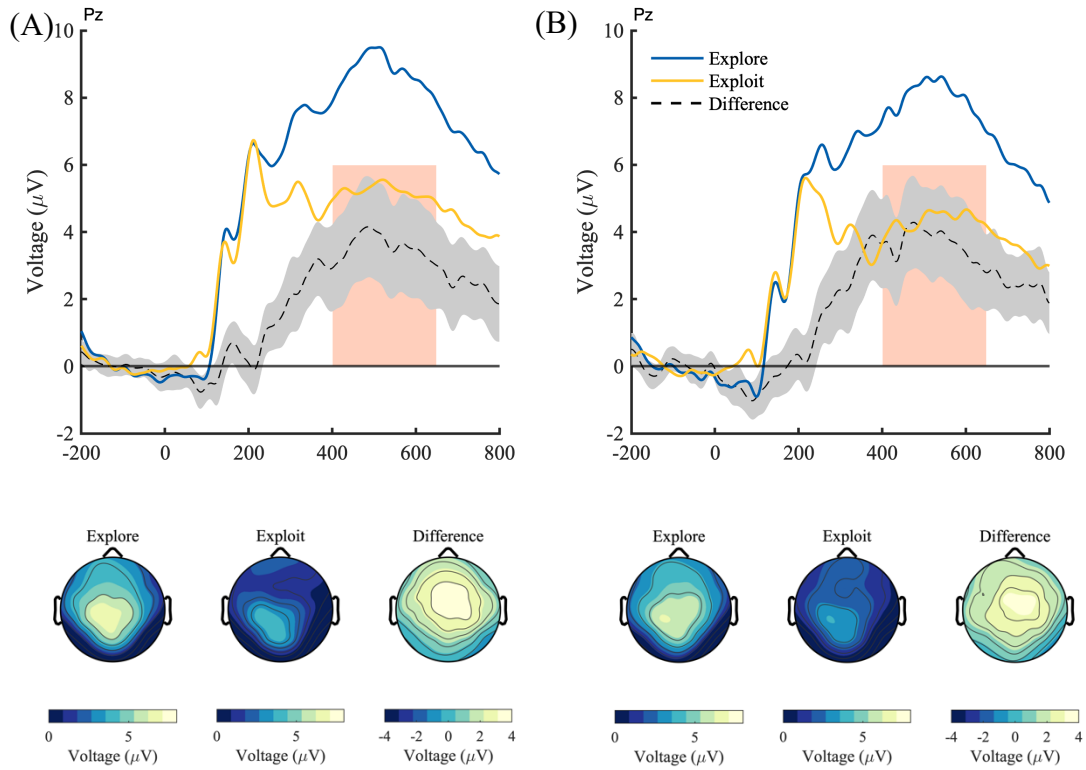 (A)
Pz
10
8
6
4
2
0
-2
Voltage (μV)
-200 0 200 400 600 800
(B)
Pz
10
8
6
4
2
0
-2
Voltage (μV)
-200 0 200 400 600 800
Explore
Exploit
Difference
Explore Exploit Difference
0 5
Voltage (μV)
0 5
Voltage (μV)
-4 -2 0 2 4
Voltage (μV)
Explore Exploit Difference
0 5
Voltage (μV)
0 5
Voltage (μV)
-4 -2 0 2 4
Voltage (μV)